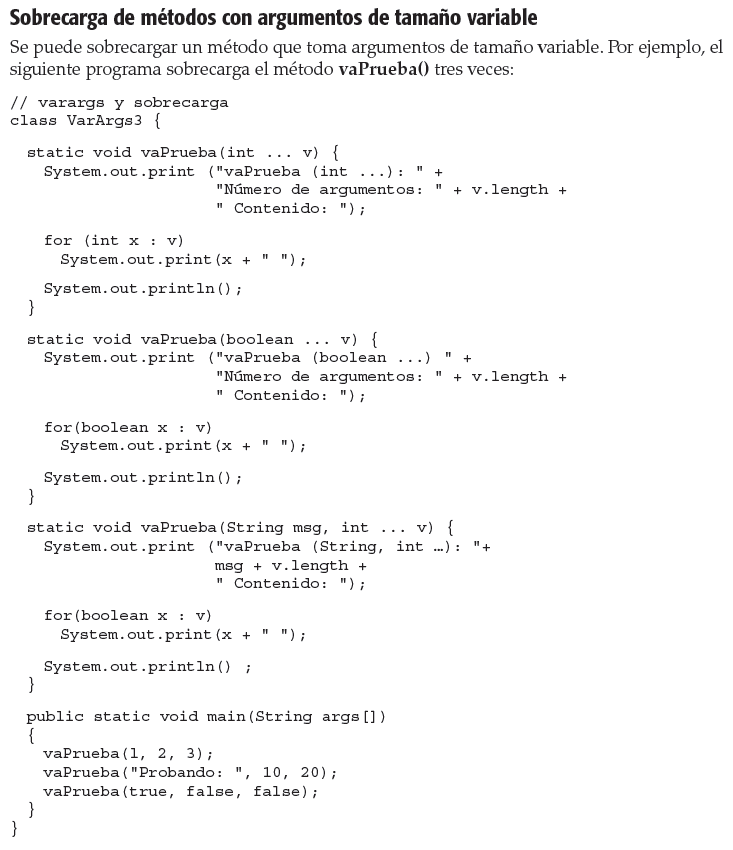 Sobrecarga de métodos con argumentos de tamaño variable
Se puede sobrecargar un método que toma argumentos de tamaño variable. Por ejemplo, el
siguiente programa sobrecarga el método vaPrueba() tres veces:
// varargs y sobrecarga
class VarArgs3 {
static void vaPrueba(int ... v) {
System.out.print ("vaPrueba (int ...): " +
"Número de argumentos: " + v.length +
" Contenido: ");
for (int x : v)
System.out.print(x + " ");
System.out.println();
}
static void vaPrueba(boolean ... v) {
System.out.print ("vaPrueba (boolean ...) " +
"Número de argumentos: " + v.length +
" Contenido: ");
for(boolean x : v)
System.out.print(x + " ");
System.out.println();
}
static void vaPrueba(String msg, int ... v) {
System.out.print ("vaPrueba (String, int …): "+
msg + v.length +
" Contenido: ");
for(boolean x : v)
System.out.print(x + " ");
System.out.println() ;
}
public static void main(String args[])
{
vaPrueba(1, 2, 3);
vaPrueba("Probando: ", 10, 20);
vaPrueba(true, false, false);
}
}